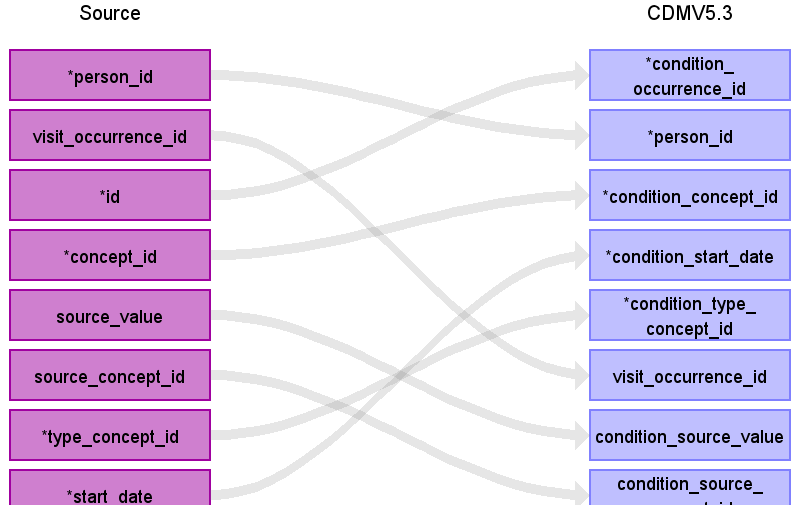 Source
CDMV5.3
*person_id
*condition_
occurrence_id
visit_occurrence_id
*person_id
*id
*condition_concept_id
*concept_id
*condition_start_date
source_value
*condition_type_
concept_id
source_concept_id
visit_occurrence_id
*type_concept_id
condition_source_value
*start_date
condition_source_